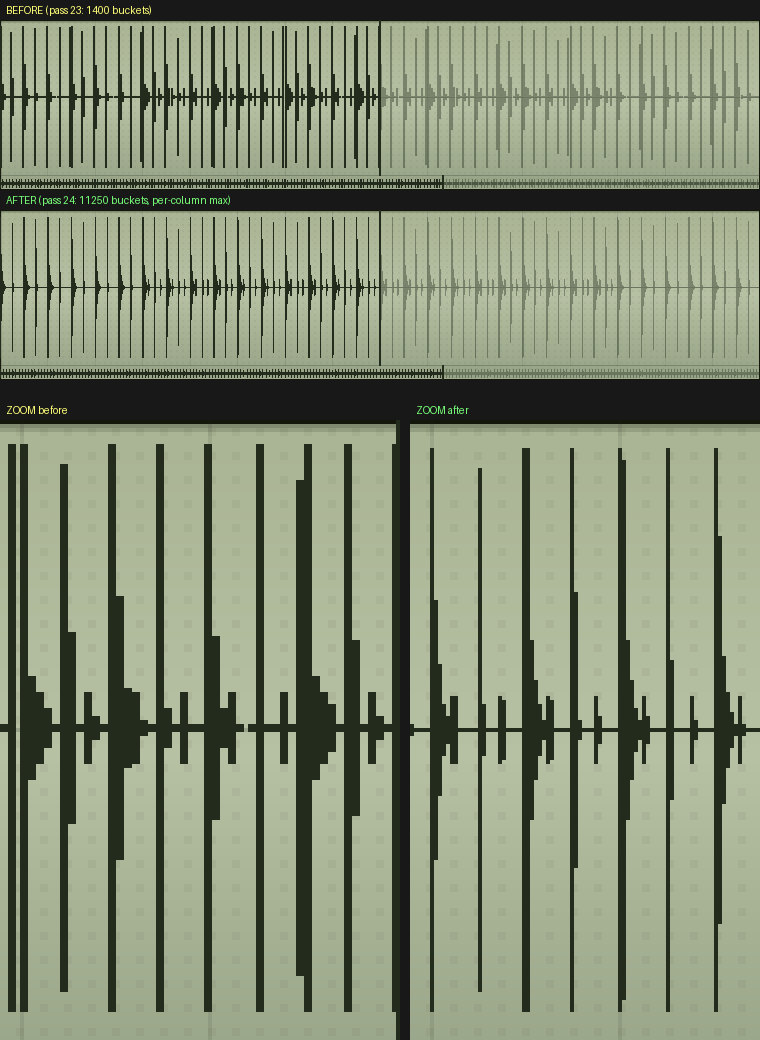 BEFORE (pass 23: 1400 buckets)
AFTER (pass 24: 11250 buckets, per-column max)
ZOOM before
ZOOM after